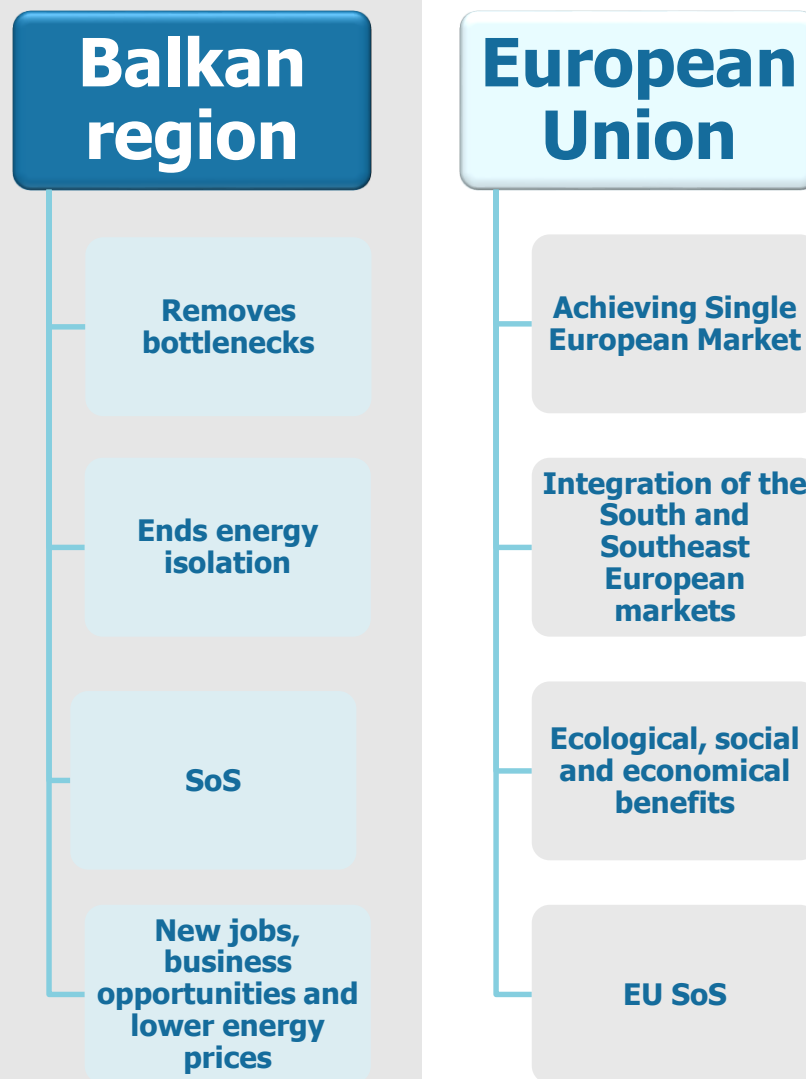 Balkan
region
Removes
bottlenecks
Ends energy
isolation
SoS
New jobs,
business
opportunities and
lower energy
prices
European
Union
Achieving Single
European Market
Integration of the
South and
Southeast
European
markets
Ecological, social
and economical
benefits
EU SoS